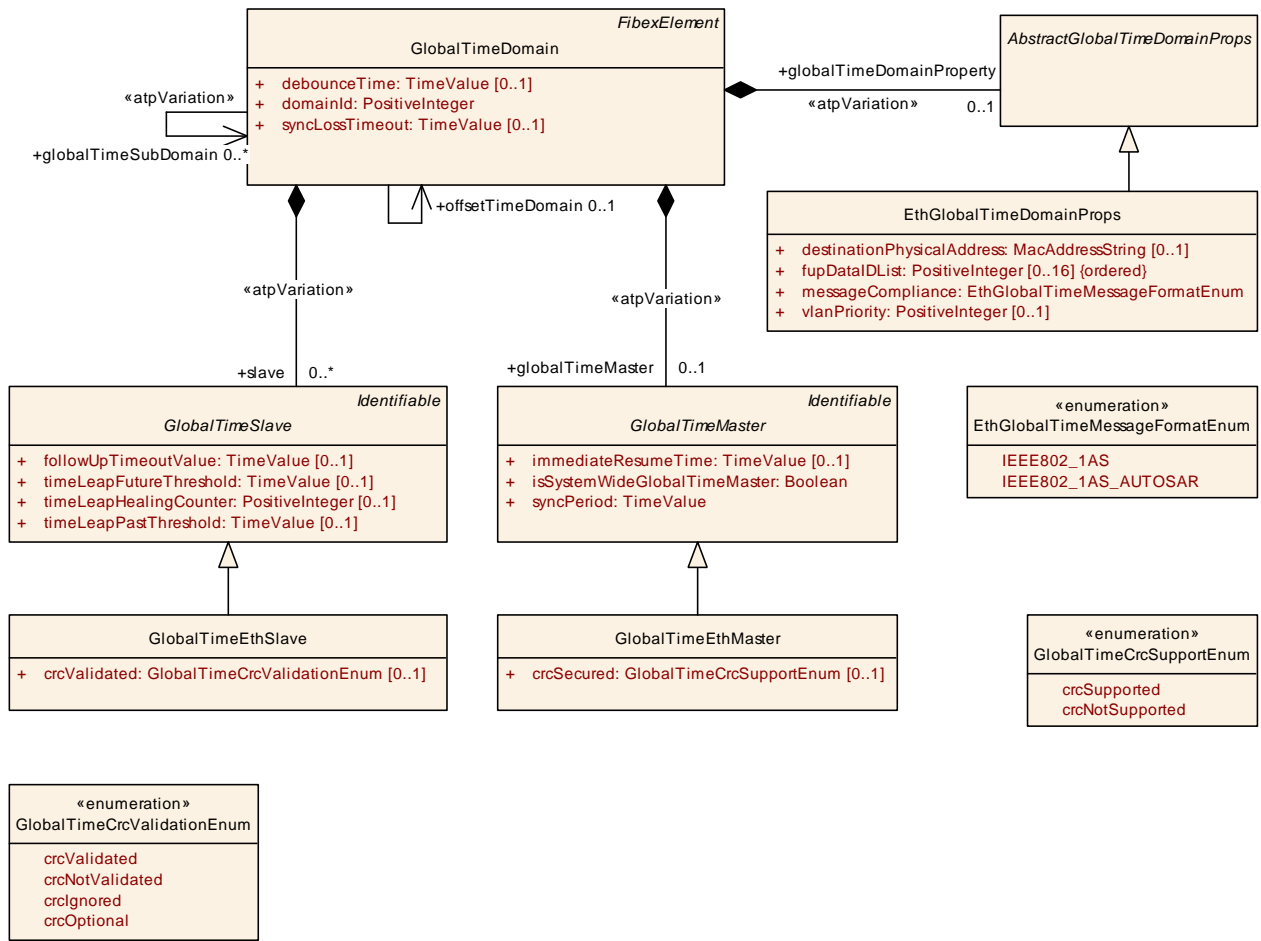 FibexElement
GlobalTimeDomain
+ debounceTime: TimeValue [0..1]
+ domainId: PositiveInteger
+ syncLossTimeout: TimeValue [0..1]
AbstractGlobalTimeDomainProps
+globalTimeDomainProperty
«atpVariation» 0..1
«atpVariation»
+globalTimeSubDomain 0..*
+offsetTimeDomain 0..1
EthGlobalTimeDomainProps
+ destinationPhysicalAddress: MacAddressString [0..1]
+ fupDataIDList: PositiveInteger [0..16] {ordered}
+ messageCompliance: EthGlobalTimeMessageFormatEnum
+ vlanPriority: PositiveInteger [0..1]
«atpVariation»
«atpVariation»
+slave 0..*
+globalTimeMaster 0..1
Identifiable
GlobalTimeSlave
+ followUpTimeoutValue: TimeValue [0..1]
+ timeLeapFutureThreshold: TimeValue [0..1]
+ timeLeapHealingCounter: PositiveInteger [0..1]
+ timeLeapPastThreshold: TimeValue [0..1]
Identifiable
GlobalTimeMaster
+ immediateResumeTime: TimeValue [0..1]
+ isSystemWideGlobalTimeMaster: Boolean
+ syncPeriod: TimeValue
«enumeration»
EthGlobalTimeMessageFormatEnum
IEEE802_1AS
IEEE802_1AS_AUTOSAR
GlobalTimeEthSlave
+ crcValidated: GlobalTimeCrcValidationEnum [0..1]
GlobalTimeEthMaster
+ crcSecured: GlobalTimeCrcSupportEnum [0..1]
«enumeration»
GlobalTimeCrcSupportEnum
crcSupported
crcNotSupported
«enumeration»
GlobalTimeCrcValidationEnum
crcValidated
crcNotValidated
crcIgnored
crcOptional